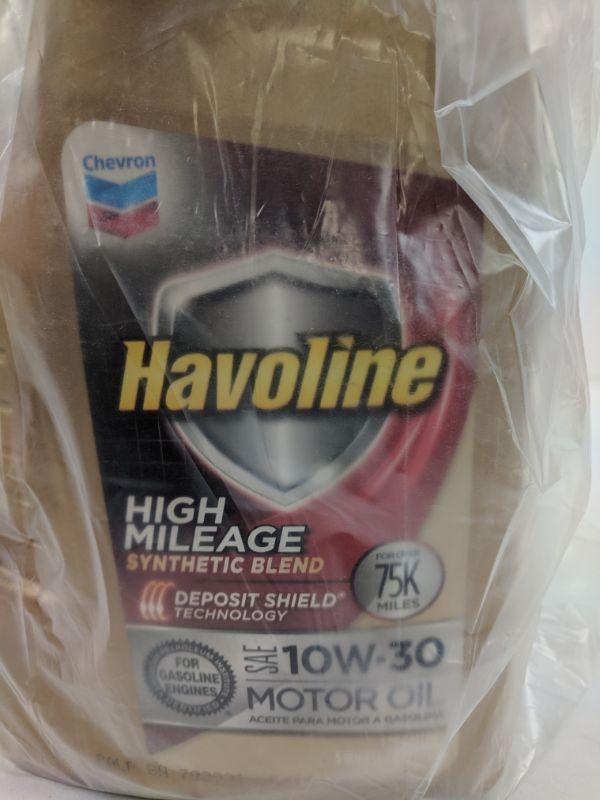 Chevron
Havoline
HIGH
MILEAGE
SYNTHETIC BLEND
FOR OVER
75K
MILES
DEPOSIT SHIELD®
TECHNOLOGY
FOR
GASOLINE
ENGINES
CERTIFIED
SAE 10W-30
MOTOR OIL
ACEITE PARA MOTOR A GASOLINA